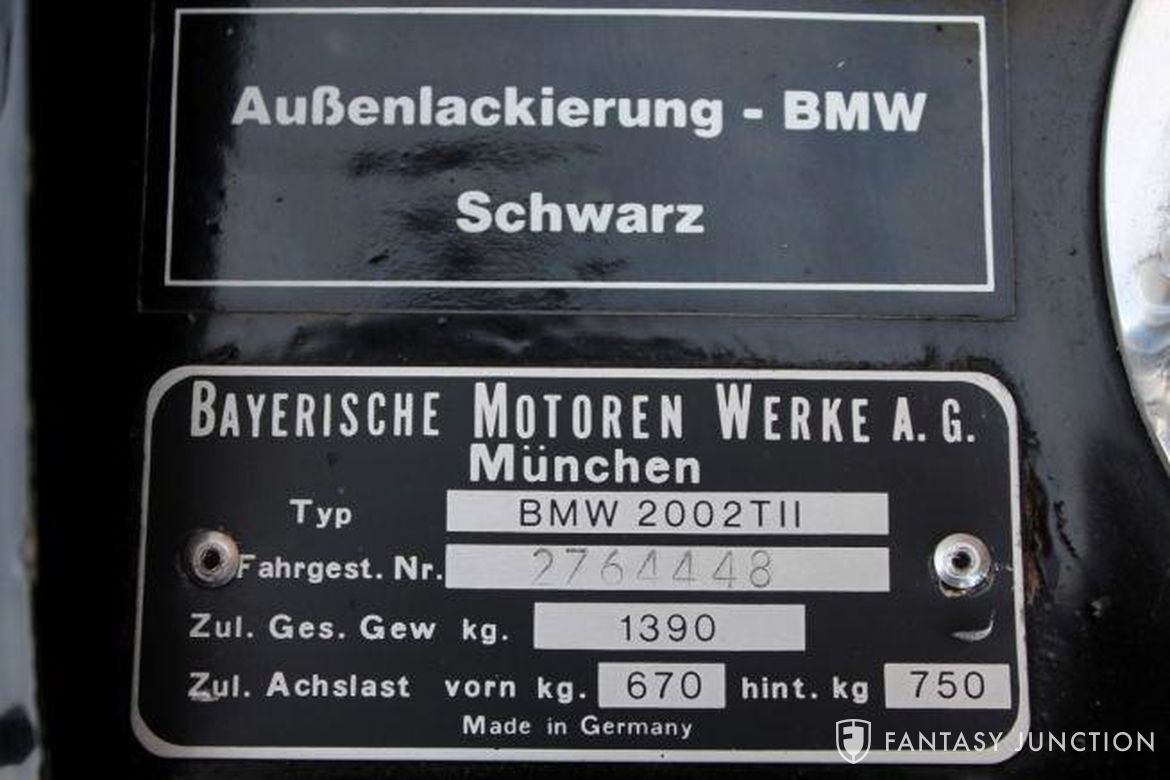 Außenlackierung - BMW
Schwarz
BAYERISCHE MOTOREN WERKE A. G.
München
Typ BMW 2002TII
Fahrgest. Nr. 2764448
Zul. Ges. Gew kg. 1390
Zul. Achslast vorn kg. 670 hint. kg 750
Made in Germany
FANTASY JUNCTION